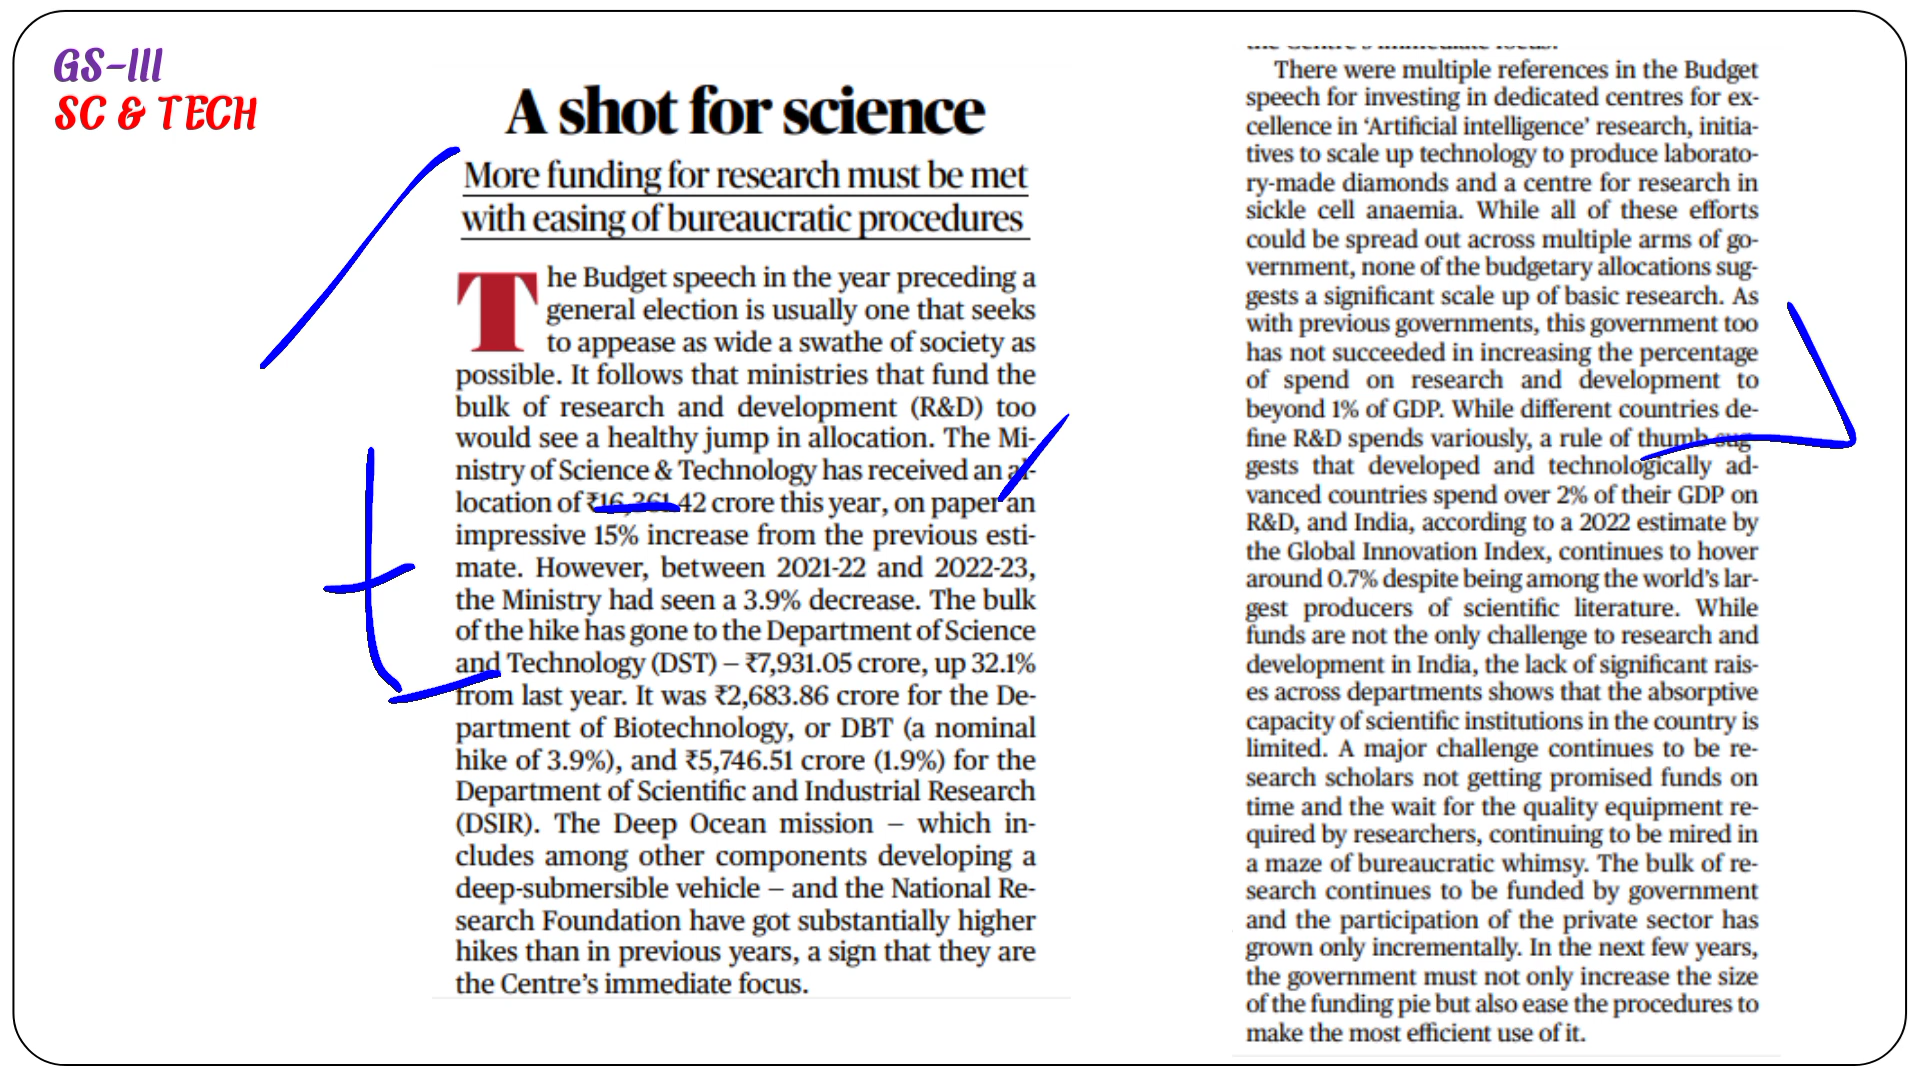 GS-III
SC & TECH
A shot for science
More funding for research must be met
with easing of bureaucratic procedures
The Budget speech in the year preceding a
general election is usually one that seeks
to appease as wide a swathe of society as
possible. It follows that ministries that fund the
bulk of research and development (R&D) too
would see a healthy jump in allocation. The Mi-
nistry of Science & Technology has received an al-
location of ₹16,361.42 crore this year, on paper an
impressive 15% increase from the previous esti-
mate. However, between 2021-22 and 2022-23,
the Ministry had seen a 3.9% decrease. The bulk
of the hike has gone to the Department of Science
and Technology (DST) — ₹7,931.05 crore, up 32.1%
from last year. It was ₹2,683.86 crore for the De-
partment of Biotechnology, or DBT (a nominal
hike of 3.9%), and ₹5,746.51 crore (1.9%) for the
Department of Scientific and Industrial Research
(DSIR). The Deep Ocean mission — which in-
cludes among other components developing a
deep-submersible vehicle — and the National Re-
search Foundation have got substantially higher
hikes than in previous years, a sign that they are
the Centre's immediate focus.
the Centre's immediate focus.
There were multiple references in the Budget
speech for investing in dedicated centres for ex-
cellence in 'Artificial intelligence' research, initia-
tives to scale up technology to produce laborato-
ry-made diamonds and a centre for research in
sickle cell anaemia. While all of these efforts
could be spread out across multiple arms of go-
vernment, none of the budgetary allocations sug-
gests a significant scale up of basic research. As
with previous governments, this government too
has not succeeded in increasing the percentage
of spend on research and development to
beyond 1% of GDP. While different countries de-
fine R&D spends variously, a rule of thumb sug-
gests that developed and technologically ad-
vanced countries spend over 2% of their GDP on
R&D, and India, according to a 2022 estimate by
the Global Innovation Index, continues to hover
around 0.7% despite being among the world's lar-
gest producers of scientific literature. While
funds are not the only challenge to research and
development in India, the lack of significant rais-
es across departments shows that the absorptive
capacity of scientific institutions in the country is
limited. A major challenge continues to be re-
search scholars not getting promised funds on
time and the wait for the quality equipment re-
quired by researchers, continuing to be mired in
a maze of bureaucratic whimsy. The bulk of re-
search continues to be funded by government
and the participation of the private sector has
grown only incrementally. In the next few years,
the government must not only increase the size
of the funding pie but also ease the procedures to
make the most efficient use of it.